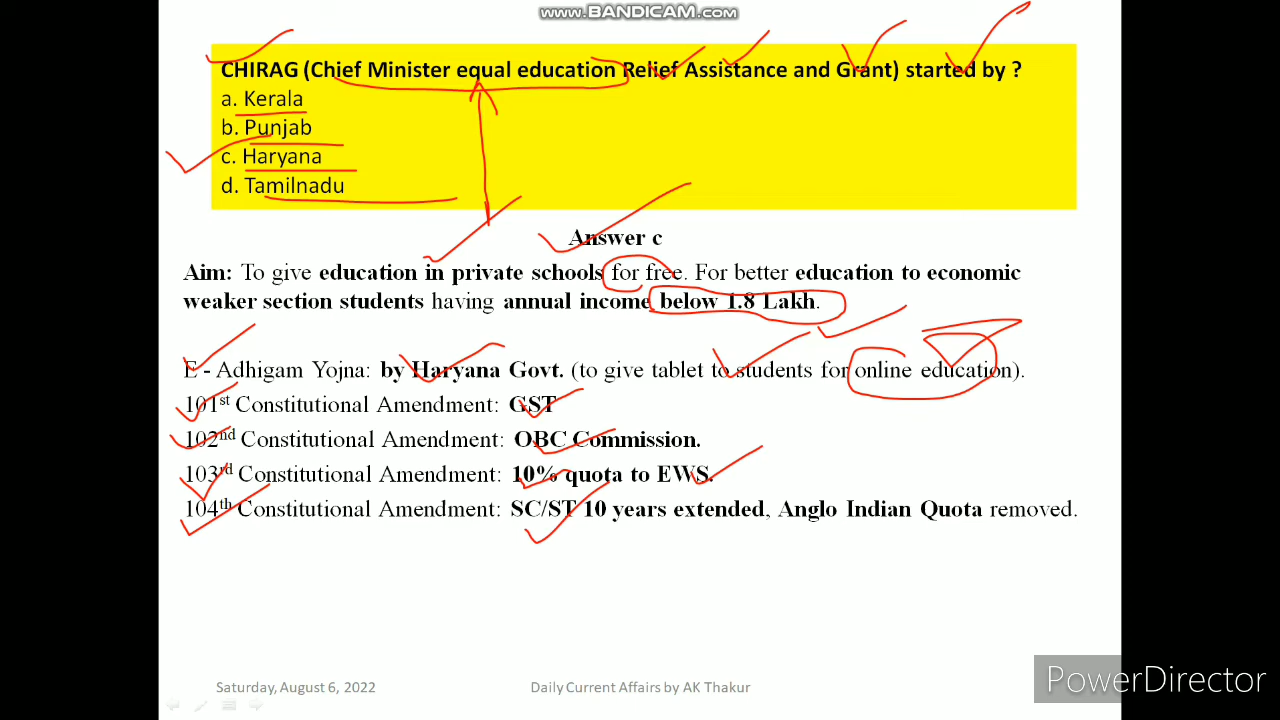 www.BANDICAM.com
CHIRAG (Chief Minister equal education Relief Assistance and Grant) started by ?
a. Kerala
b. Punjab
c. Haryana
d. Tamilnadu
Answer c
Aim: To give education in private schools for free. For better education to economic
weaker section students having annual income below 1.8 Lakh.
E - Adhigam Yojna: by Haryana Govt. (to give tablet to students for online education).
101st Constitutional Amendment: GST
102nd Constitutional Amendment: OBC Commission.
103rd Constitutional Amendment: 10% quota to EWS.
104th Constitutional Amendment: SC/ST 10 years extended, Anglo Indian Quota removed.
Saturday, August 6, 2022 Daily Current Affairs by AK Thakur
PowerDirector